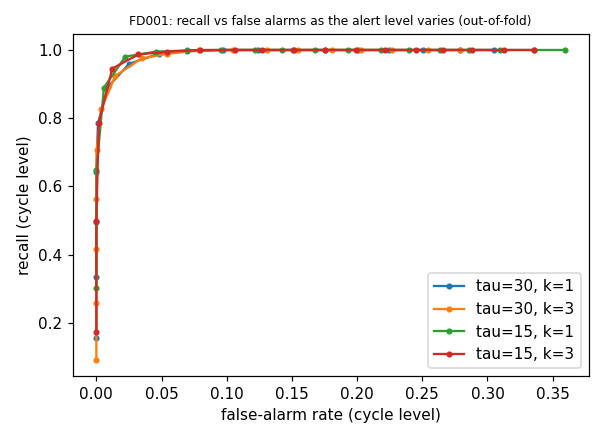 FD001: recall vs false alarms as the alert level varies (out-of-fold)
1.0
0.8
0.6
0.4
0.2
recall (cycle level)
tau=30, k=1
tau=30, k=3
tau=15, k=1
tau=15, k=3
0.00 0.05 0.10 0.15 0.20 0.25 0.30 0.35
false-alarm rate (cycle level)